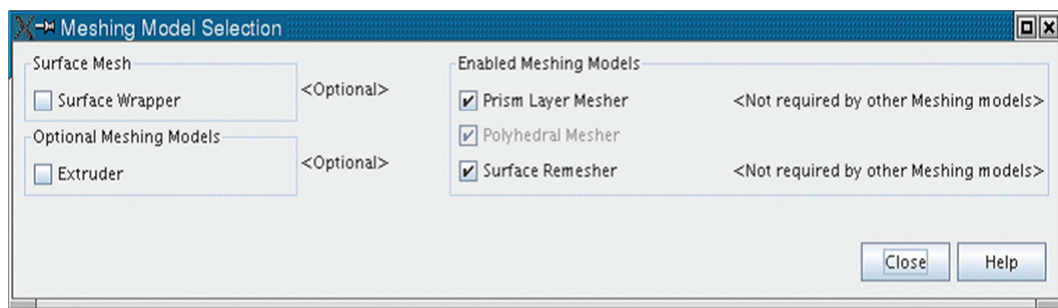 Meshing Model Selection
Surface Mesh
Surface Wrapper
<Optional>
Optional Meshing Models
Extruder
<Optional>
Enabled Meshing Models
Prism Layer Mesher
<Not required by other Meshing models>
Polyhedral Mesher
Surface Remesher
<Not required by other Meshing models>
Close
Help